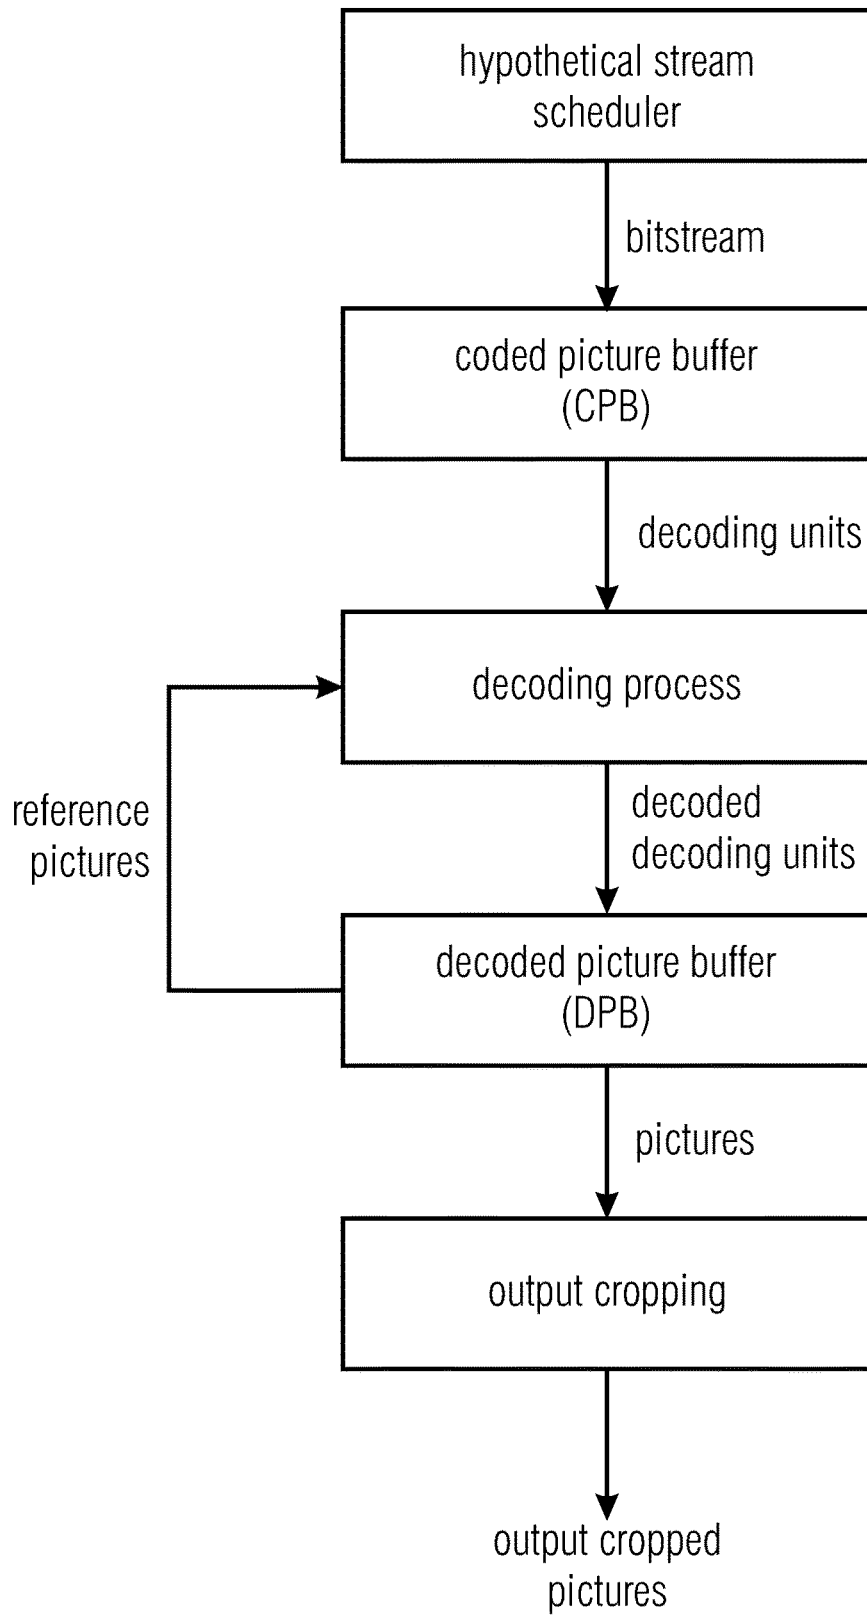 hypothetical stream
scheduler
bitstream
coded picture buffer
(CPB)
decoding units
decoding process
reference
pictures
decoded
decoding units
decoded picture buffer
(DPB)
pictures
output cropping
output cropped
pictures